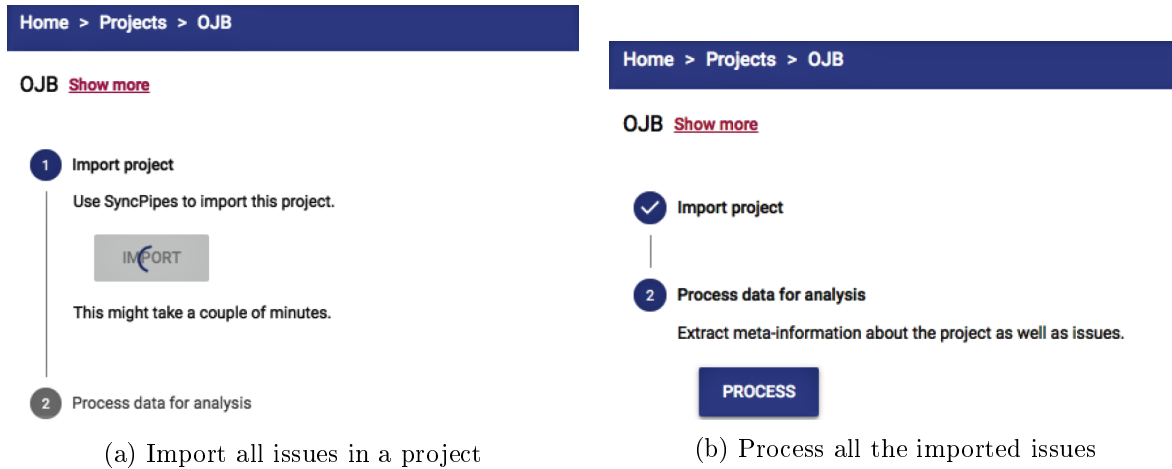 Home > Projects > OJB
OJB Show more
1 Import project
Use SyncPipes to import this project.
IMPORT
This might take a couple of minutes.
2 Process data for analysis
(a) Import all issues in a project
Home > Projects > OJB
OJB Show more
Import project
2 Process data for analysis
Extract meta-information about the project as well as issues.
PROCESS
(b) Process all the imported issues